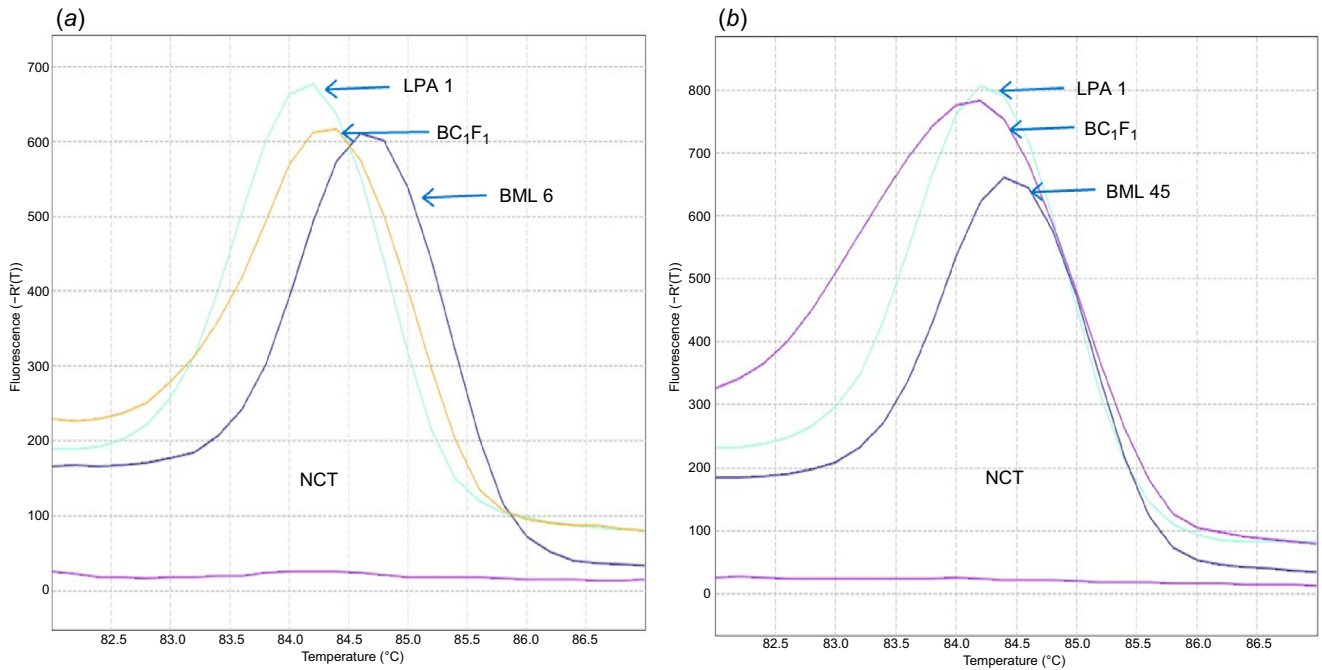 (a)
700
600
500
400
300
200
100
0
Fluorescence (−R'(T))
LPA 1
BC₁F₁
BML 6
NCT
82.5 83.0 83.5 84.0 84.5 85.0 85.5 86.0 86.5
Temperature (°C)
(b)
800
700
600
500
400
300
200
100
0
Fluorescence (−R'(T))
LPA 1
BC₁F₁
BML 45
NCT
82.5 83.0 83.5 84.0 84.5 85.0 85.5 86.0 86.5
Temperature (°C)